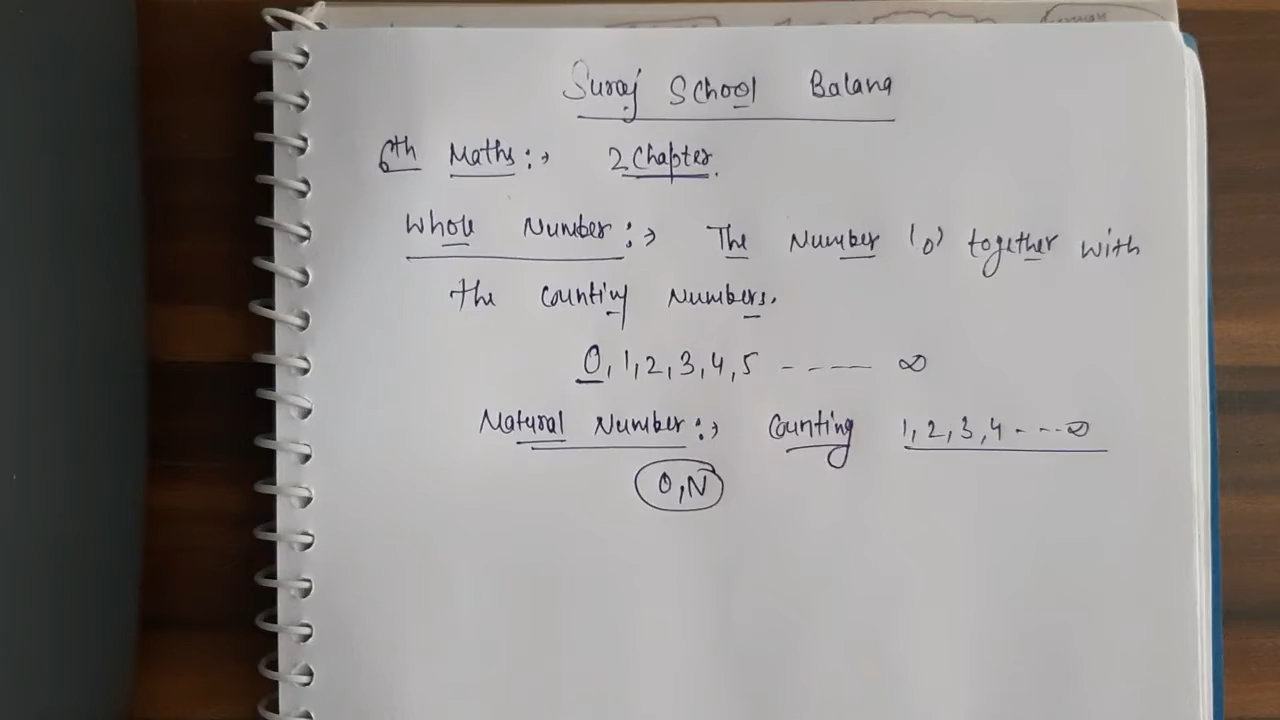 Suraj School Balana
6th Maths:→ 2 Chapter.
Whole Number:→ The Number '0' together with
the Counting Numbers.
0, 1, 2, 3, 4, 5 ----- ∞
Natural Number:→ Counting 1, 2, 3, 4 ---- ∞
0, N